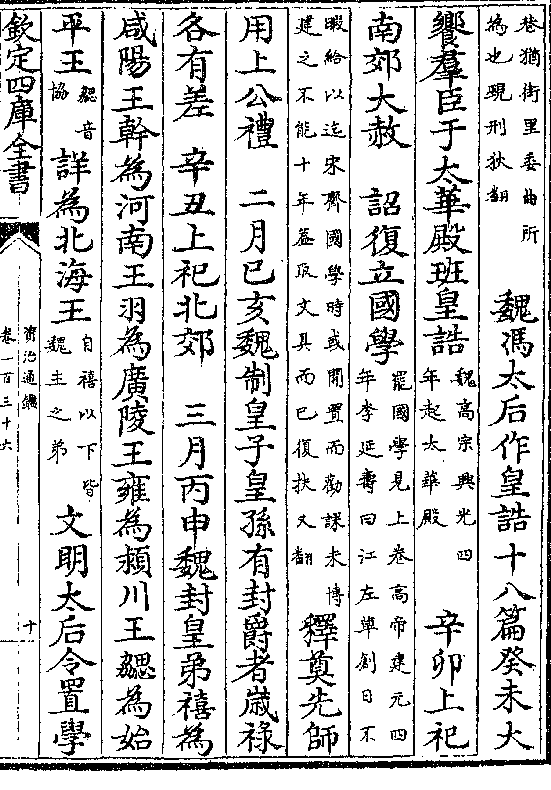 巷猶街里委曲所
為也現刑狄翻
魏馮太后作皇誥十八篇癸未大
饗羣臣于太華殿班皇誥
魏高宗興光四
年起太華殿
辛卯上祀
南郊大赦　詔復立國學
罷國學見上卷高帝建元四
年李延壽曰江左草創日不
暇給以迄宋齊國學時或開置而勸課未博
建之不能十年蓋取文具而已復扶又翻
釋奠先師
用上公禮　二月已亥魏制皇子皇孫有封爵者歲祿
各有差　辛丑上祀北郊　三月丙申魏封皇弟禧為
咸陽王幹為河南王羽為廣陵王雍為潁川王勰為始
平王
勰音
協
詳為北海王
自禧以下皆
魏主之弟
文明太后令置學
欽定四庫全書
資治通鑑
卷一百三十六
十